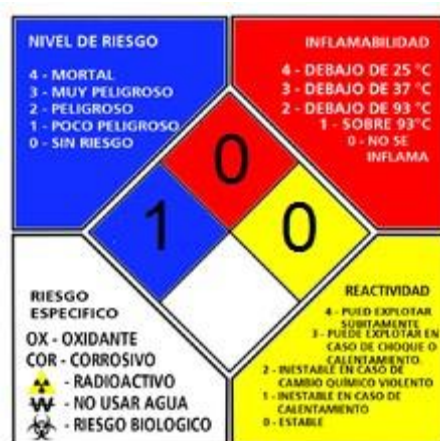 NIVEL DE RIESGO
4 - MORTAL
3 - MUY PELIGROSO
2 - PELIGROSO
1 - POCO PELIGROSO
0 - SIN RIESGO
INFLAMABILIDAD
4 - DEBAJO DE 25 °C
3 - DEBAJO DE 37 °C
2 - DEBAJO DE 93 °C
1 - SOBRE 93°C
0 - NO SE
INFLAMA
0
1
0
RIESGO
ESPECIFICO
OX - OXIDANTE
COR - CORROSIVO
- RADIOACTIVO
W - NO USAR AGUA
- RIESGO BIOLOGICO
REACTIVIDAD
4 - PUED EXPLOTAR
SÚBITAMENTE
3 - PUEDE EXPLOTAR EN
CASO DE CHOQUE O
CALENTAMIENTO.
2 - INESTABLE EN CASO DE
CAMBIO QUÍMICO VIOLENTO
1 - INESTABLE EN CASO DE
CALENTAMIENTO
0 - ESTABLE